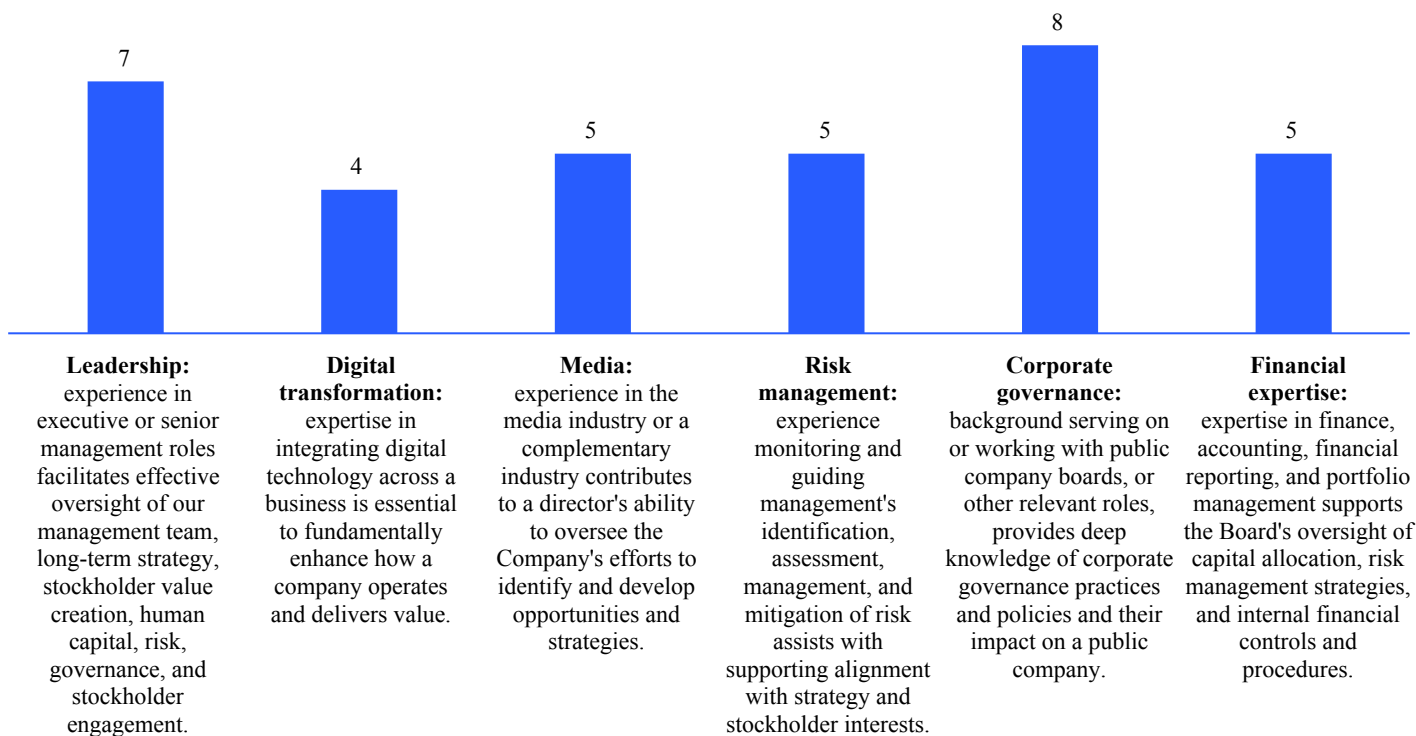 7
4
5
5
8
5
Leadership:
experience in
executive or senior
management roles
facilitates effective
oversight of our
management team,
long-term strategy,
stockholder value
creation, human
capital, risk,
governance, and
stockholder
engagement.
Digital
transformation:
expertise in
integrating digital
technology across a
business is essential
to fundamentally
enhance how a
company operates
and delivers value.
Media:
experience in the
media industry or a
complementary
industry contributes
to a director's ability
to oversee the
Company's efforts to
identify and develop
opportunities and
strategies.
Risk
management:
experience
monitoring and
guiding
management's
identification,
assessment,
management, and
mitigation of risk
assists with
supporting alignment
with strategy and
stockholder interests.
Corporate
governance:
background serving on
or working with public
company boards, or
other relevant roles,
provides deep
knowledge of corporate
governance practices
and policies and their
impact on a public
company.
Financial
expertise:
expertise in finance,
accounting, financial
reporting, and portfolio
management supports
the Board's oversight of
capital allocation, risk
management strategies,
and internal financial
controls and
procedures.